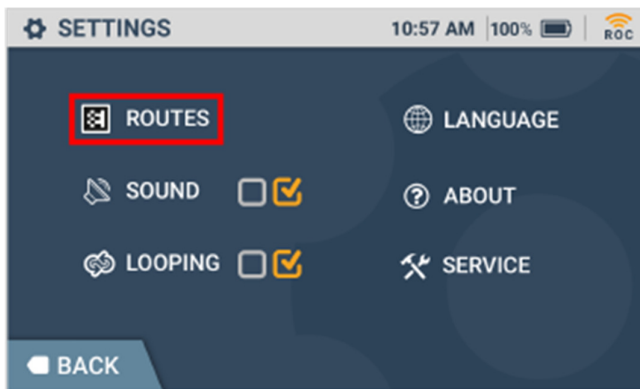 SETTINGS 10:57 AM 100% ROC
ROUTES LANGUAGE
SOUND ABOUT
LOOPING SERVICE
BACK